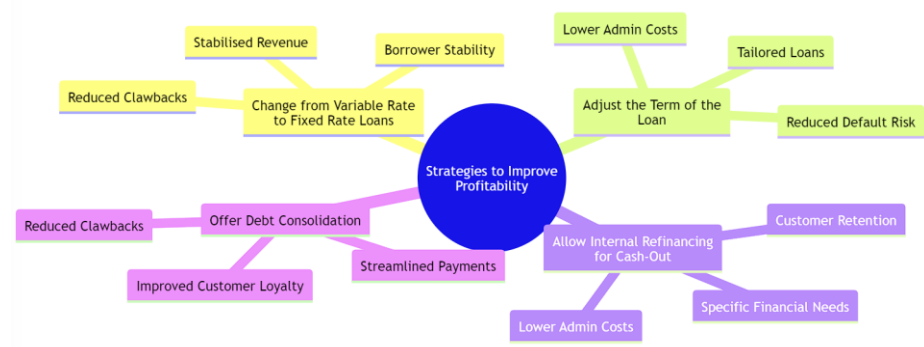 Stabilised Revenue
Borrower Stability
Reduced Clawbacks
Change from Variable Rate
to Fixed Rate Loans
Lower Admin Costs
Tailored Loans
Adjust the Term of the
Loan
Reduced Default Risk
Strategies to Improve
Profitability
Reduced Clawbacks
Offer Debt Consolidation
Improved Customer Loyalty
Streamlined Payments
Allow Internal Refinancing
for Cash-Out
Customer Retention
Specific Financial Needs
Lower Admin Costs